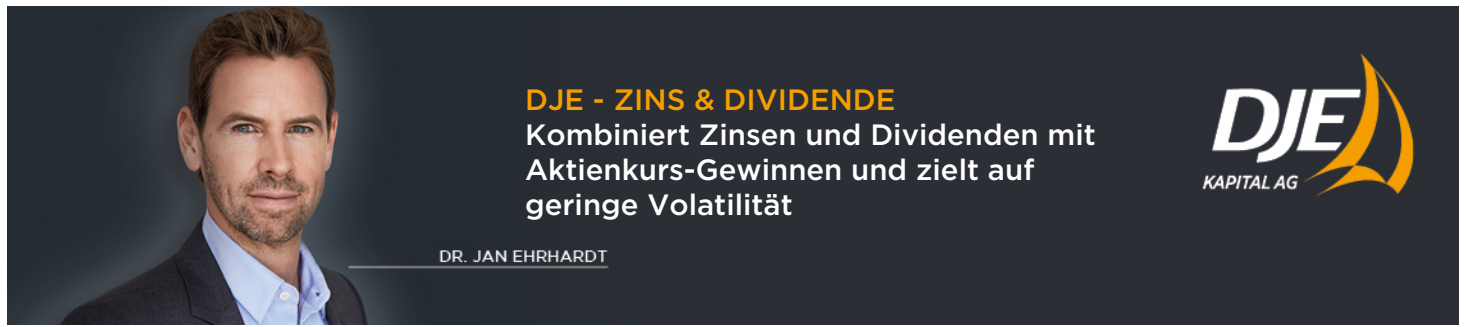 DJE - ZINS & DIVIDENDE
Kombiniert Zinsen und Dividenden mit
Aktienkurs-Gewinnen und zielt auf
geringe Volatilität
DR. JAN EHRHARDT
DJE
KAPITAL AG